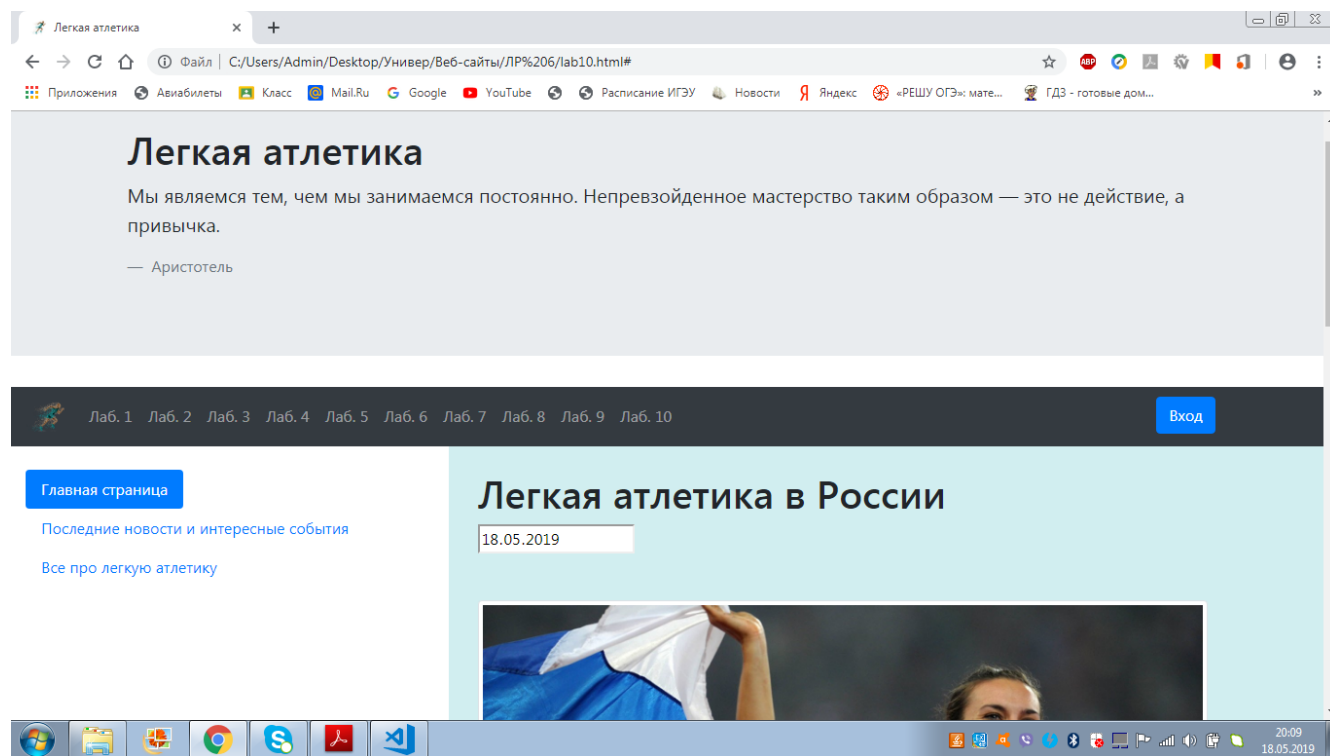 Легкая атлетика
Файл | C:/Users/Admin/Desktop/Универ/Веб-сайты/ЛР%206/lab10.html#
ABP
Приложения Авиабилеты Класс Mail.Ru Google YouTube Расписание ИГЭУ Новости Яндекс «РЕШУ ОГЭ»: мате... ГДЗ - готовые дом... »
Легкая атлетика
Мы являемся тем, чем мы занимаемся постоянно. Непревзойденное мастерство таким образом — это не действие, а
привычка.
— Аристотель
Лаб. 1 Лаб. 2 Лаб. 3 Лаб. 4 Лаб. 5 Лаб. 6 Лаб. 7 Лаб. 8 Лаб. 9 Лаб. 10 Вход
Главная страница
Последние новости и интересные события
Все про легкую атлетику
Легкая атлетика в России
18.05.2019
20:09
18.05.2019